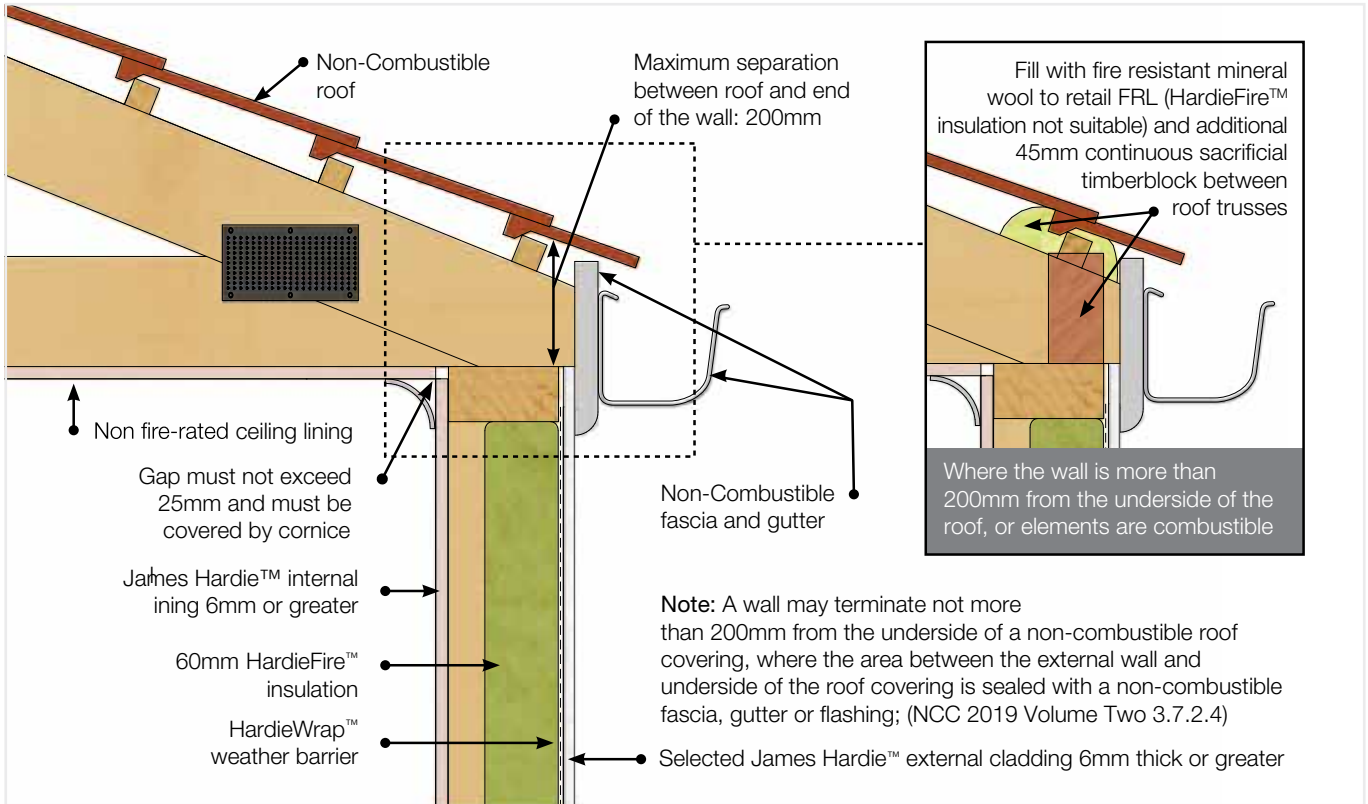 Non-Combustible
roof
Maximum separation
between roof and end
of the wall: 200mm
Fill with fire resistant mineral
wool to retail FRL (HardieFire™
insulation not suitable) and additional
45mm continuous sacrificial
timberblock between
roof trusses
Where the wall is more than
200mm from the underside of the
roof, or elements are combustible
Non fire-rated ceiling lining
Gap must not exceed
25mm and must be
covered by cornice
Non-Combustible
fascia and gutter
James Hardie™ internal
lining 6mm or greater
60mm HardieFire™
insulation
HardieWrap™
weather barrier
Note: A wall may terminate not more
than 200mm from the underside of a non-combustible roof
covering, where the area between the external wall and
underside of the roof covering is sealed with a non-combustible
fascia, gutter or flashing; (NCC 2019 Volume Two 3.7.2.4)
Selected James Hardie™ external cladding 6mm thick or greater